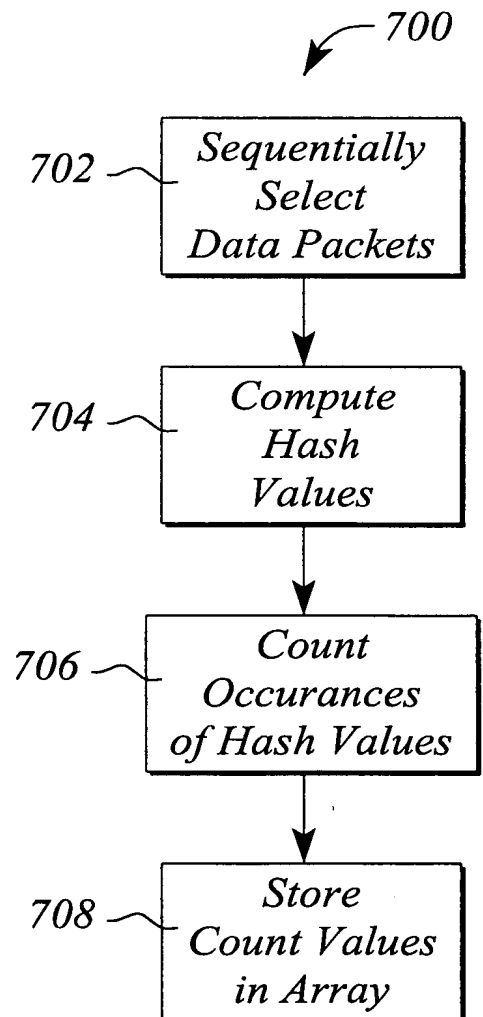 700
702
Sequentially
Select
Data Packets
704
Compute
Hash
Values
706
Count
Occurances
of Hash Values
708
Store
Count Values
in Array